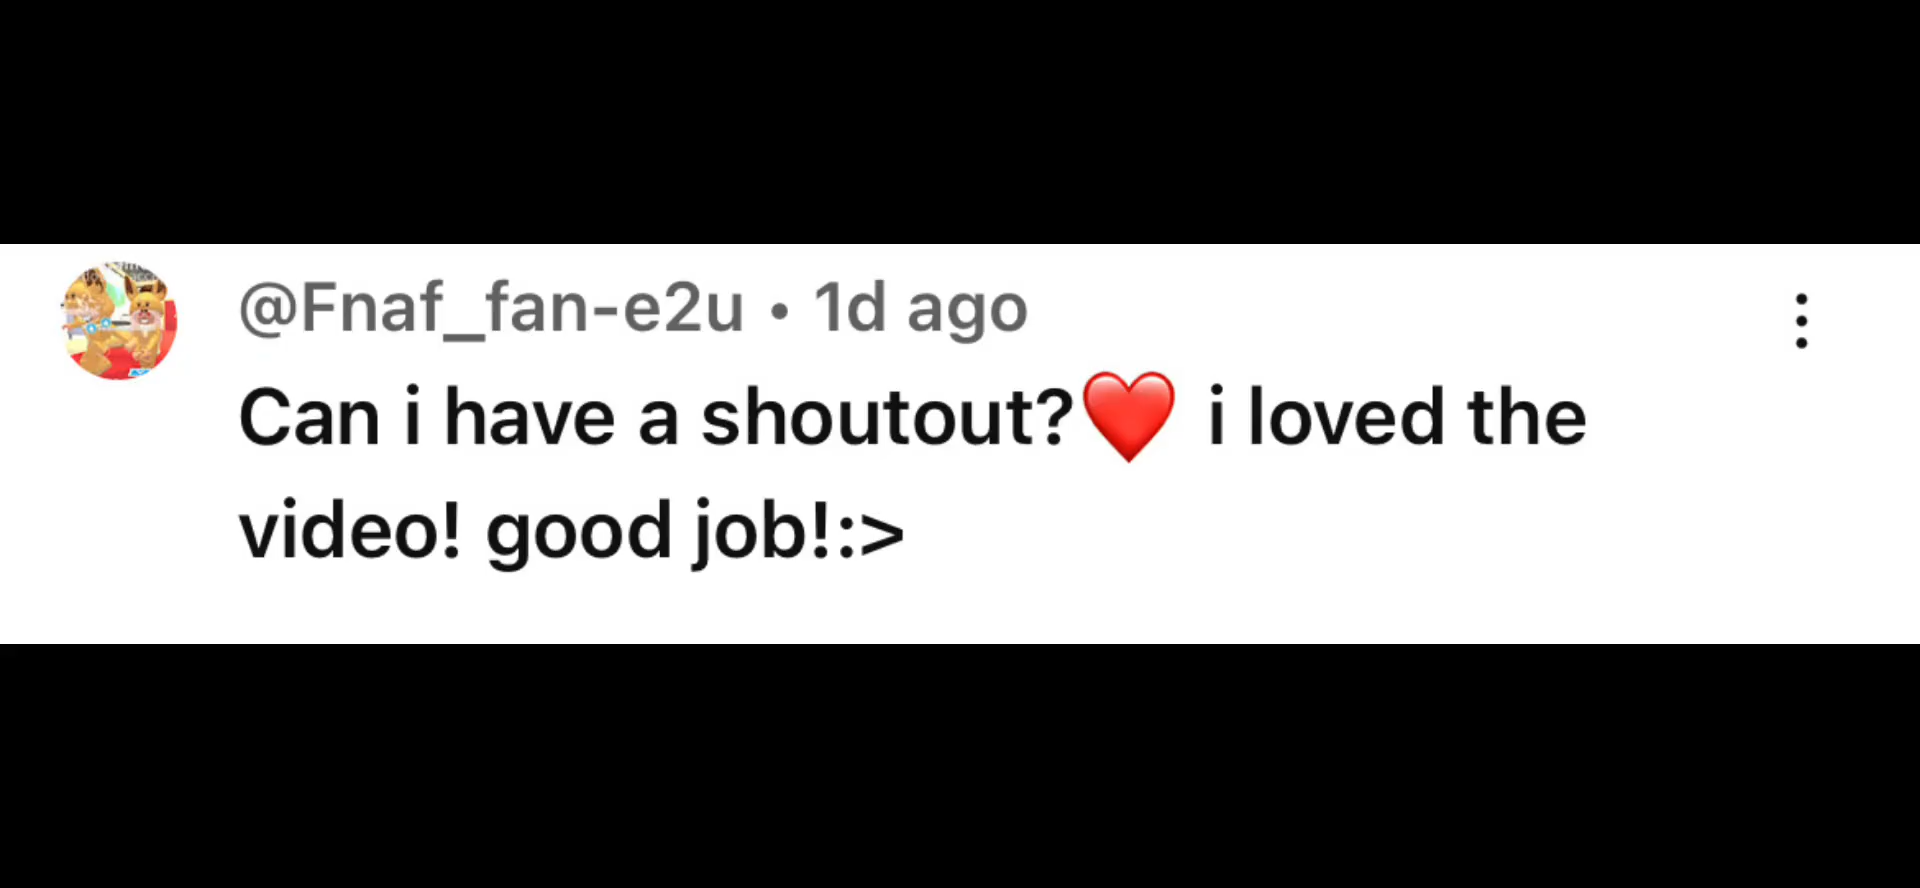 @Fnaf_fan-e2u • 1d ago
Can i have a shoutout?❤️ i loved the
video! good job!:>